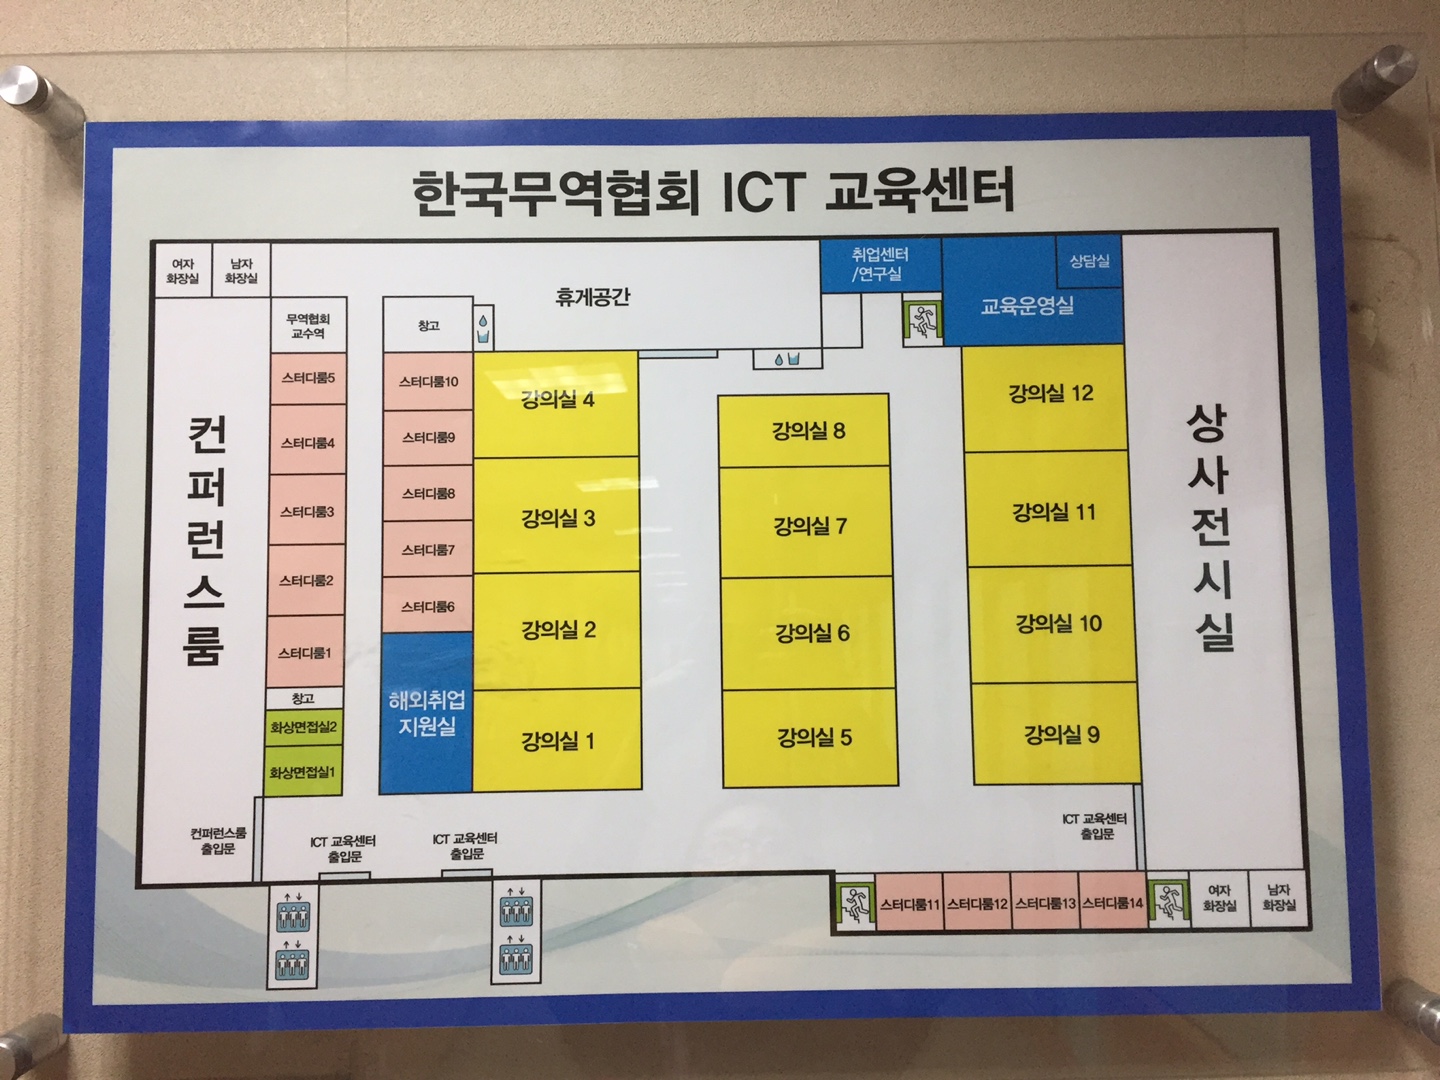 한국무역협회 ICT 교육센터
여자
화장실
남자
화장실
휴게공간
취업센터
/연구실
상담실
교육운영실
무역협회
교수역
창고
스터디룸5
스터디룸4
스터디룸3
스터디룸2
스터디룸1
창고
화상면접실2
화상면접실1
컨퍼런스룸
스터디룸10
스터디룸9
스터디룸8
스터디룸7
스터디룸6
해외취업
지원실
강의실 4
강의실 3
강의실 2
강의실 1
강의실 8
강의실 7
강의실 6
강의실 5
강의실 12
강의실 11
강의실 10
강의실 9
상사전시실
컨퍼런스룸
출입문
ICT 교육센터
출입문
ICT 교육센터
출입문
ICT 교육센터
출입문
스터디룸11
스터디룸12
스터디룸13
스터디룸14
여자
화장실
남자
화장실